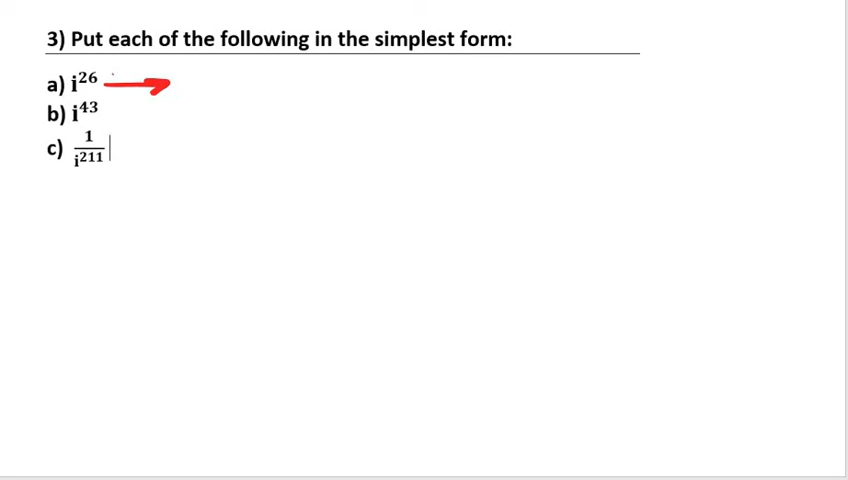 3) Put each of the following in the simplest form:
a) i²⁶
b) i⁴³
c) 1/i²¹¹